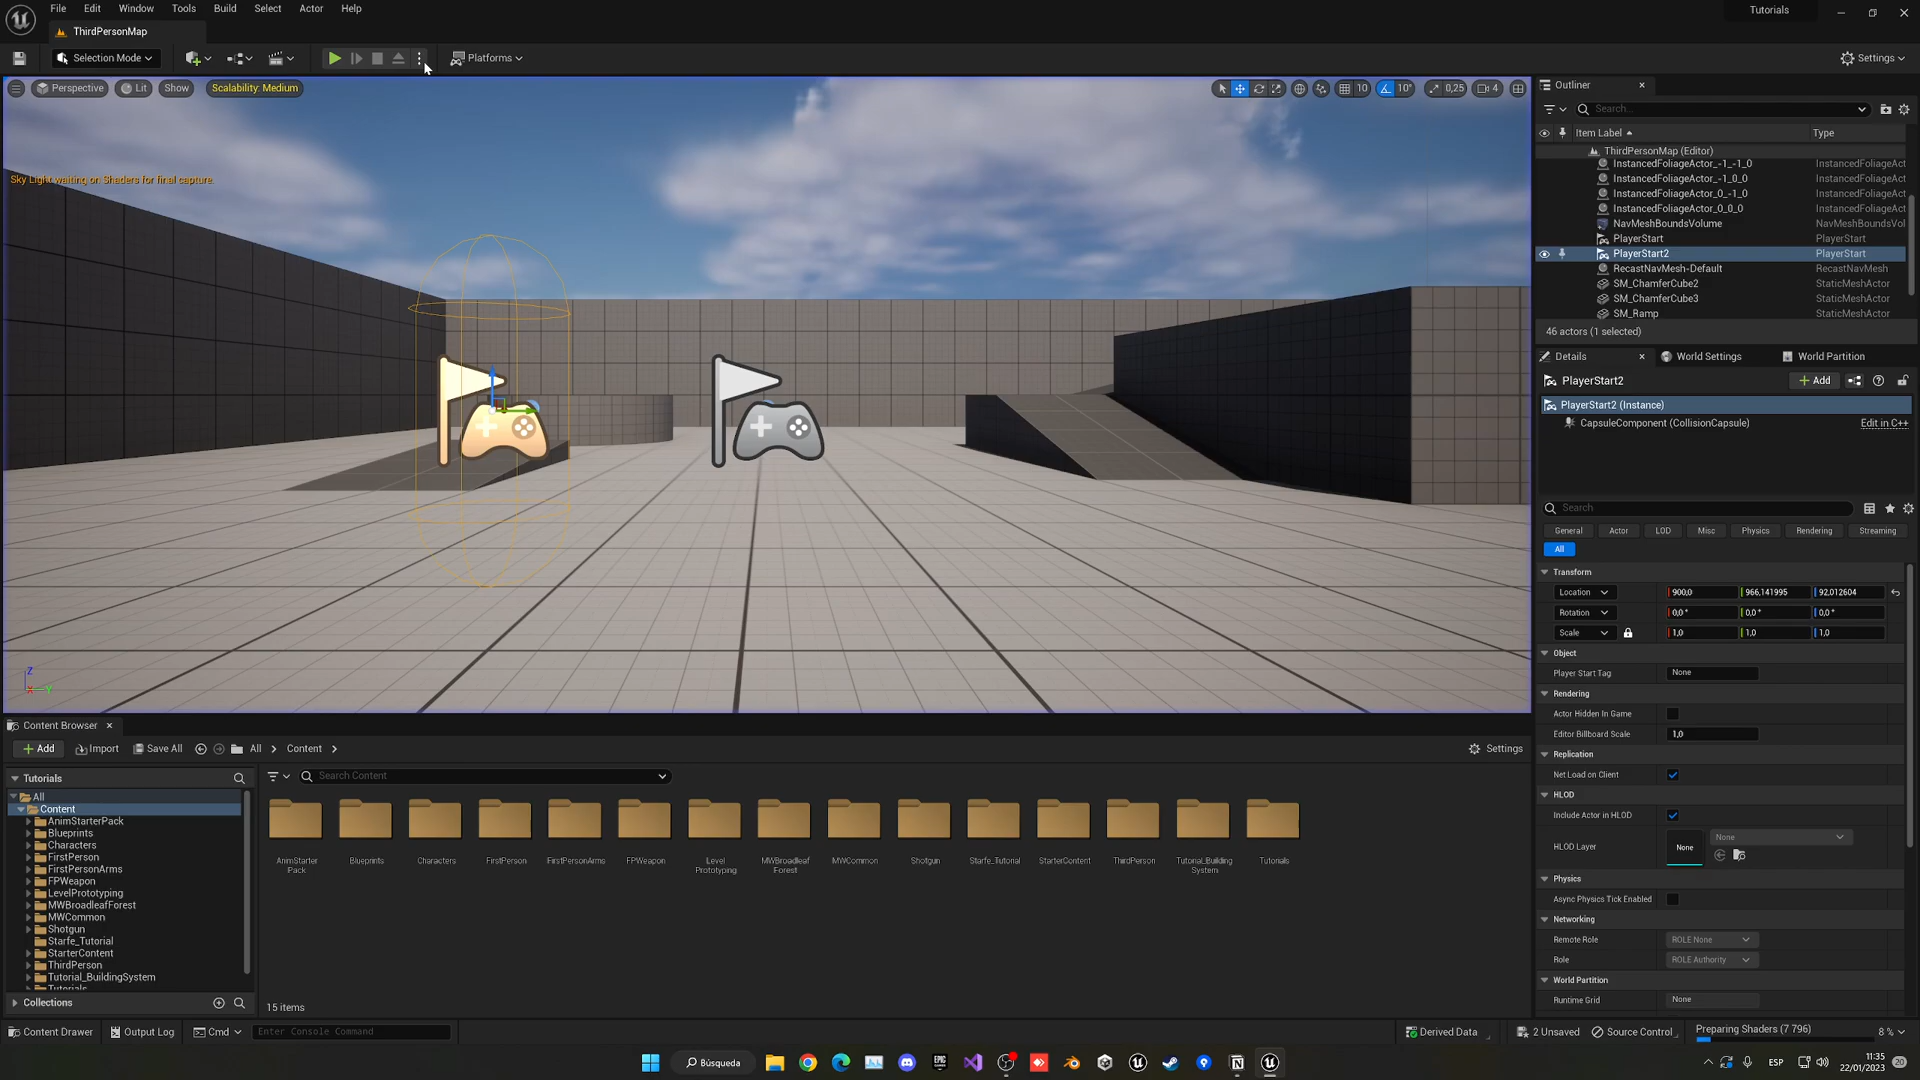 File Edit Window Tools Build Select Actor Help
Tutorials
ThirdPersonMap
Selection Mode
Platforms
Settings
Perspective Lit Show Scalability: Medium
10 10° 0,25 4
Sky Light waiting on Shaders for final capture.
Z
X Y
Outliner
Search...
Item Label Type
ThirdPersonMap (Editor)
InstancedFoliageActor_-1_-1_0 InstancedFoliageAct
InstancedFoliageActor_-1_0_0 InstancedFoliageAct
InstancedFoliageActor_0_-1_0 InstancedFoliageAct
InstancedFoliageActor_0_0_0 InstancedFoliageAct
NavMeshBoundsVolume NavMeshBoundsVol
PlayerStart PlayerStart
PlayerStart2 PlayerStart
RecastNavMesh-Default RecastNavMesh
SM_ChamferCube2 StaticMeshActor
SM_ChamferCube3 StaticMeshActor
SM_Ramp StaticMeshActor
46 actors (1 selected)
Details World Settings World Partition
PlayerStart2 Add
PlayerStart2 (Instance)
CapsuleComponent (CollisionCapsule) Edit in C++
Search
General Actor LOD Misc Physics Rendering Streaming
All
Transform
Location 900,0 966,141995 92,012604
Rotation 0,0 ° 0,0 ° 0,0 °
Scale 1,0 1,0 1,0
Object
Player Start Tag None
Rendering
Actor Hidden In Game
Editor Billboard Scale 1,0
Replication
Net Load on Client
HLOD
Include Actor in HLOD
HLOD Layer None None
Physics
Async Physics Tick Enabled
Networking
Remote Role ROLE None
Role ROLE Authority
World Partition
Runtime Grid None
Content Browser
Add Import Save All All Content Settings
Tutorials
Search Content
All
Content
AnimStarterPack
Blueprints
Characters
FirstPerson
FirstPersonArms
FPWeapon
LevelPrototyping
MWBroadleafForest
MWCommon
Shotgun
Starfe_Tutorial
StarterContent
ThirdPerson
Tutorial_BuildingSystem
Tutorials
Collections
AnimStarter Blueprints Characters FirstPerson FirstPersonArms FPWeapon Level MWBroadleaf MWCommon Shotgun Starfe_Tutorial StarterContent ThirdPerson Tutorial_Building Tutorials
Pack Prototyping Forest System
15 items
Content Drawer Output Log Cmd Enter Console Command
Derived Data 2 Unsaved Source Control Preparing Shaders (7 796) 8 %
Búsqueda
ESP
11:35
22/01/2023
20